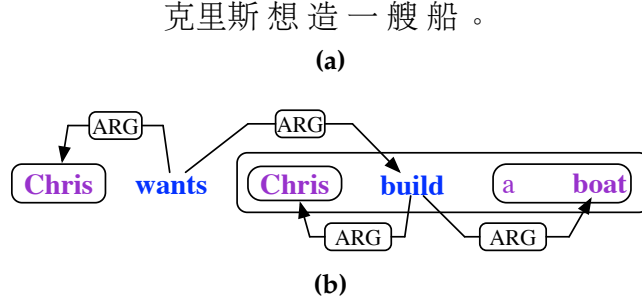 克里斯 想 造 一 艘 船 。
(a)
ARG ARG
Chris wants Chris build a boat
ARG ARG
(b)